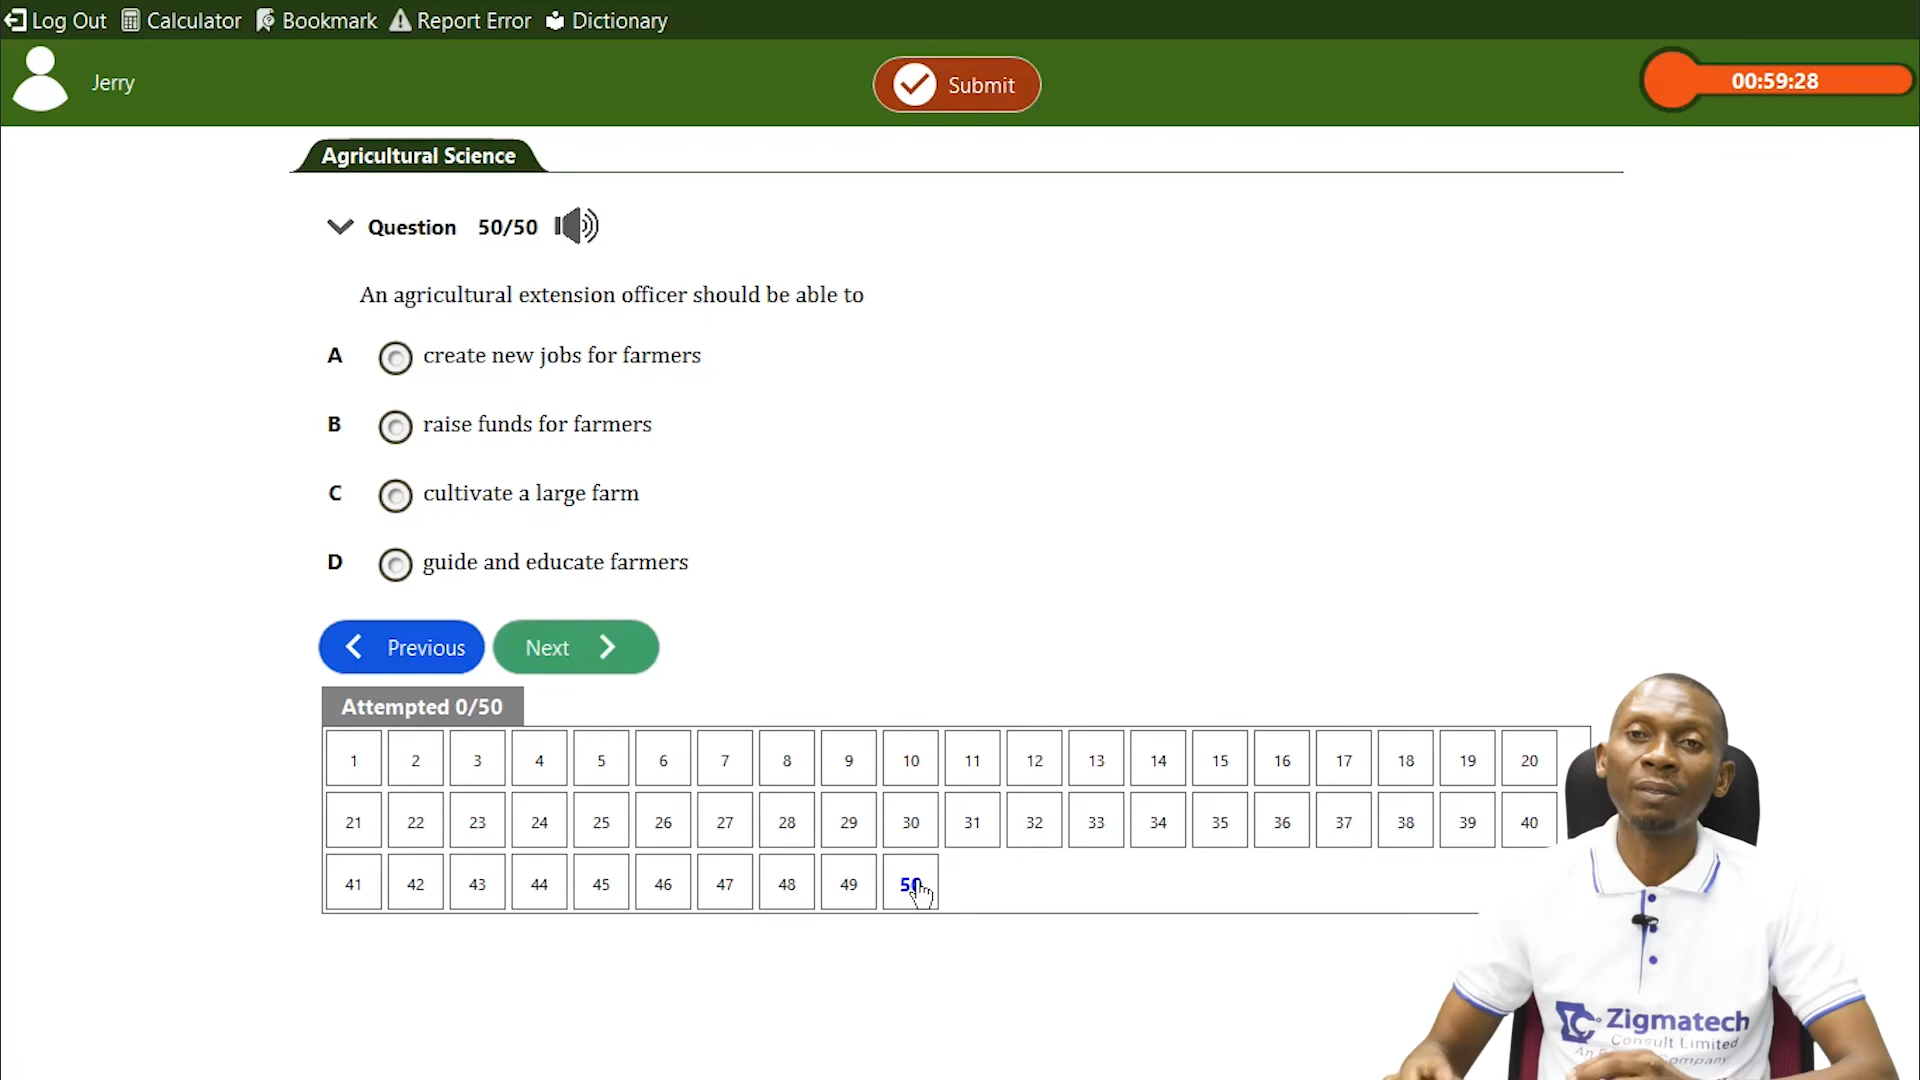 Log Out Calculator Bookmark Report Error Dictionary
Jerry
Submit
00:59:28
Agricultural Science
Question 50/50
An agricultural extension officer should be able to
A create new jobs for farmers
B raise funds for farmers
C cultivate a large farm
D guide and educate farmers
Previous
Next
Attempted 0/50
1 2 3 4 5 6 7 8 9 10 11 12 13 14 15 16 17 18 19 20
21 22 23 24 25 26 27 28 29 30 31 32 33 34 35 36 37 38 39 40
41 42 43 44 45 46 47 48 49 50
Zigmatech
Consult Limited
An Company